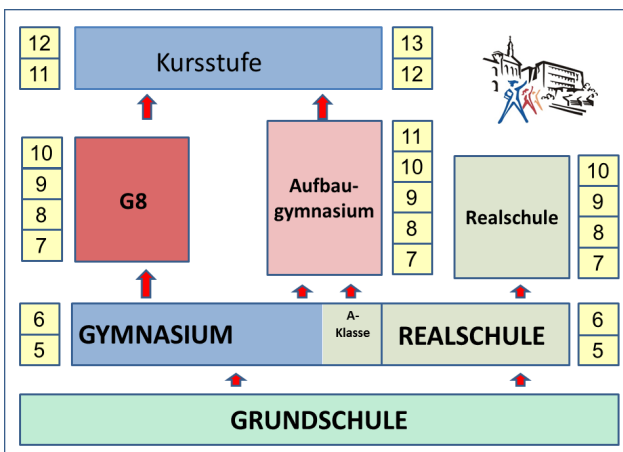 12
11
Kursstufe
13
12
10
9
8
7
G8
Aufbau-
gymnasium
11
10
9
8
7
Realschule
10
9
8
7
6
5
GYMNASIUM
A-
Klasse
REALSCHULE
6
5
GRUNDSCHULE